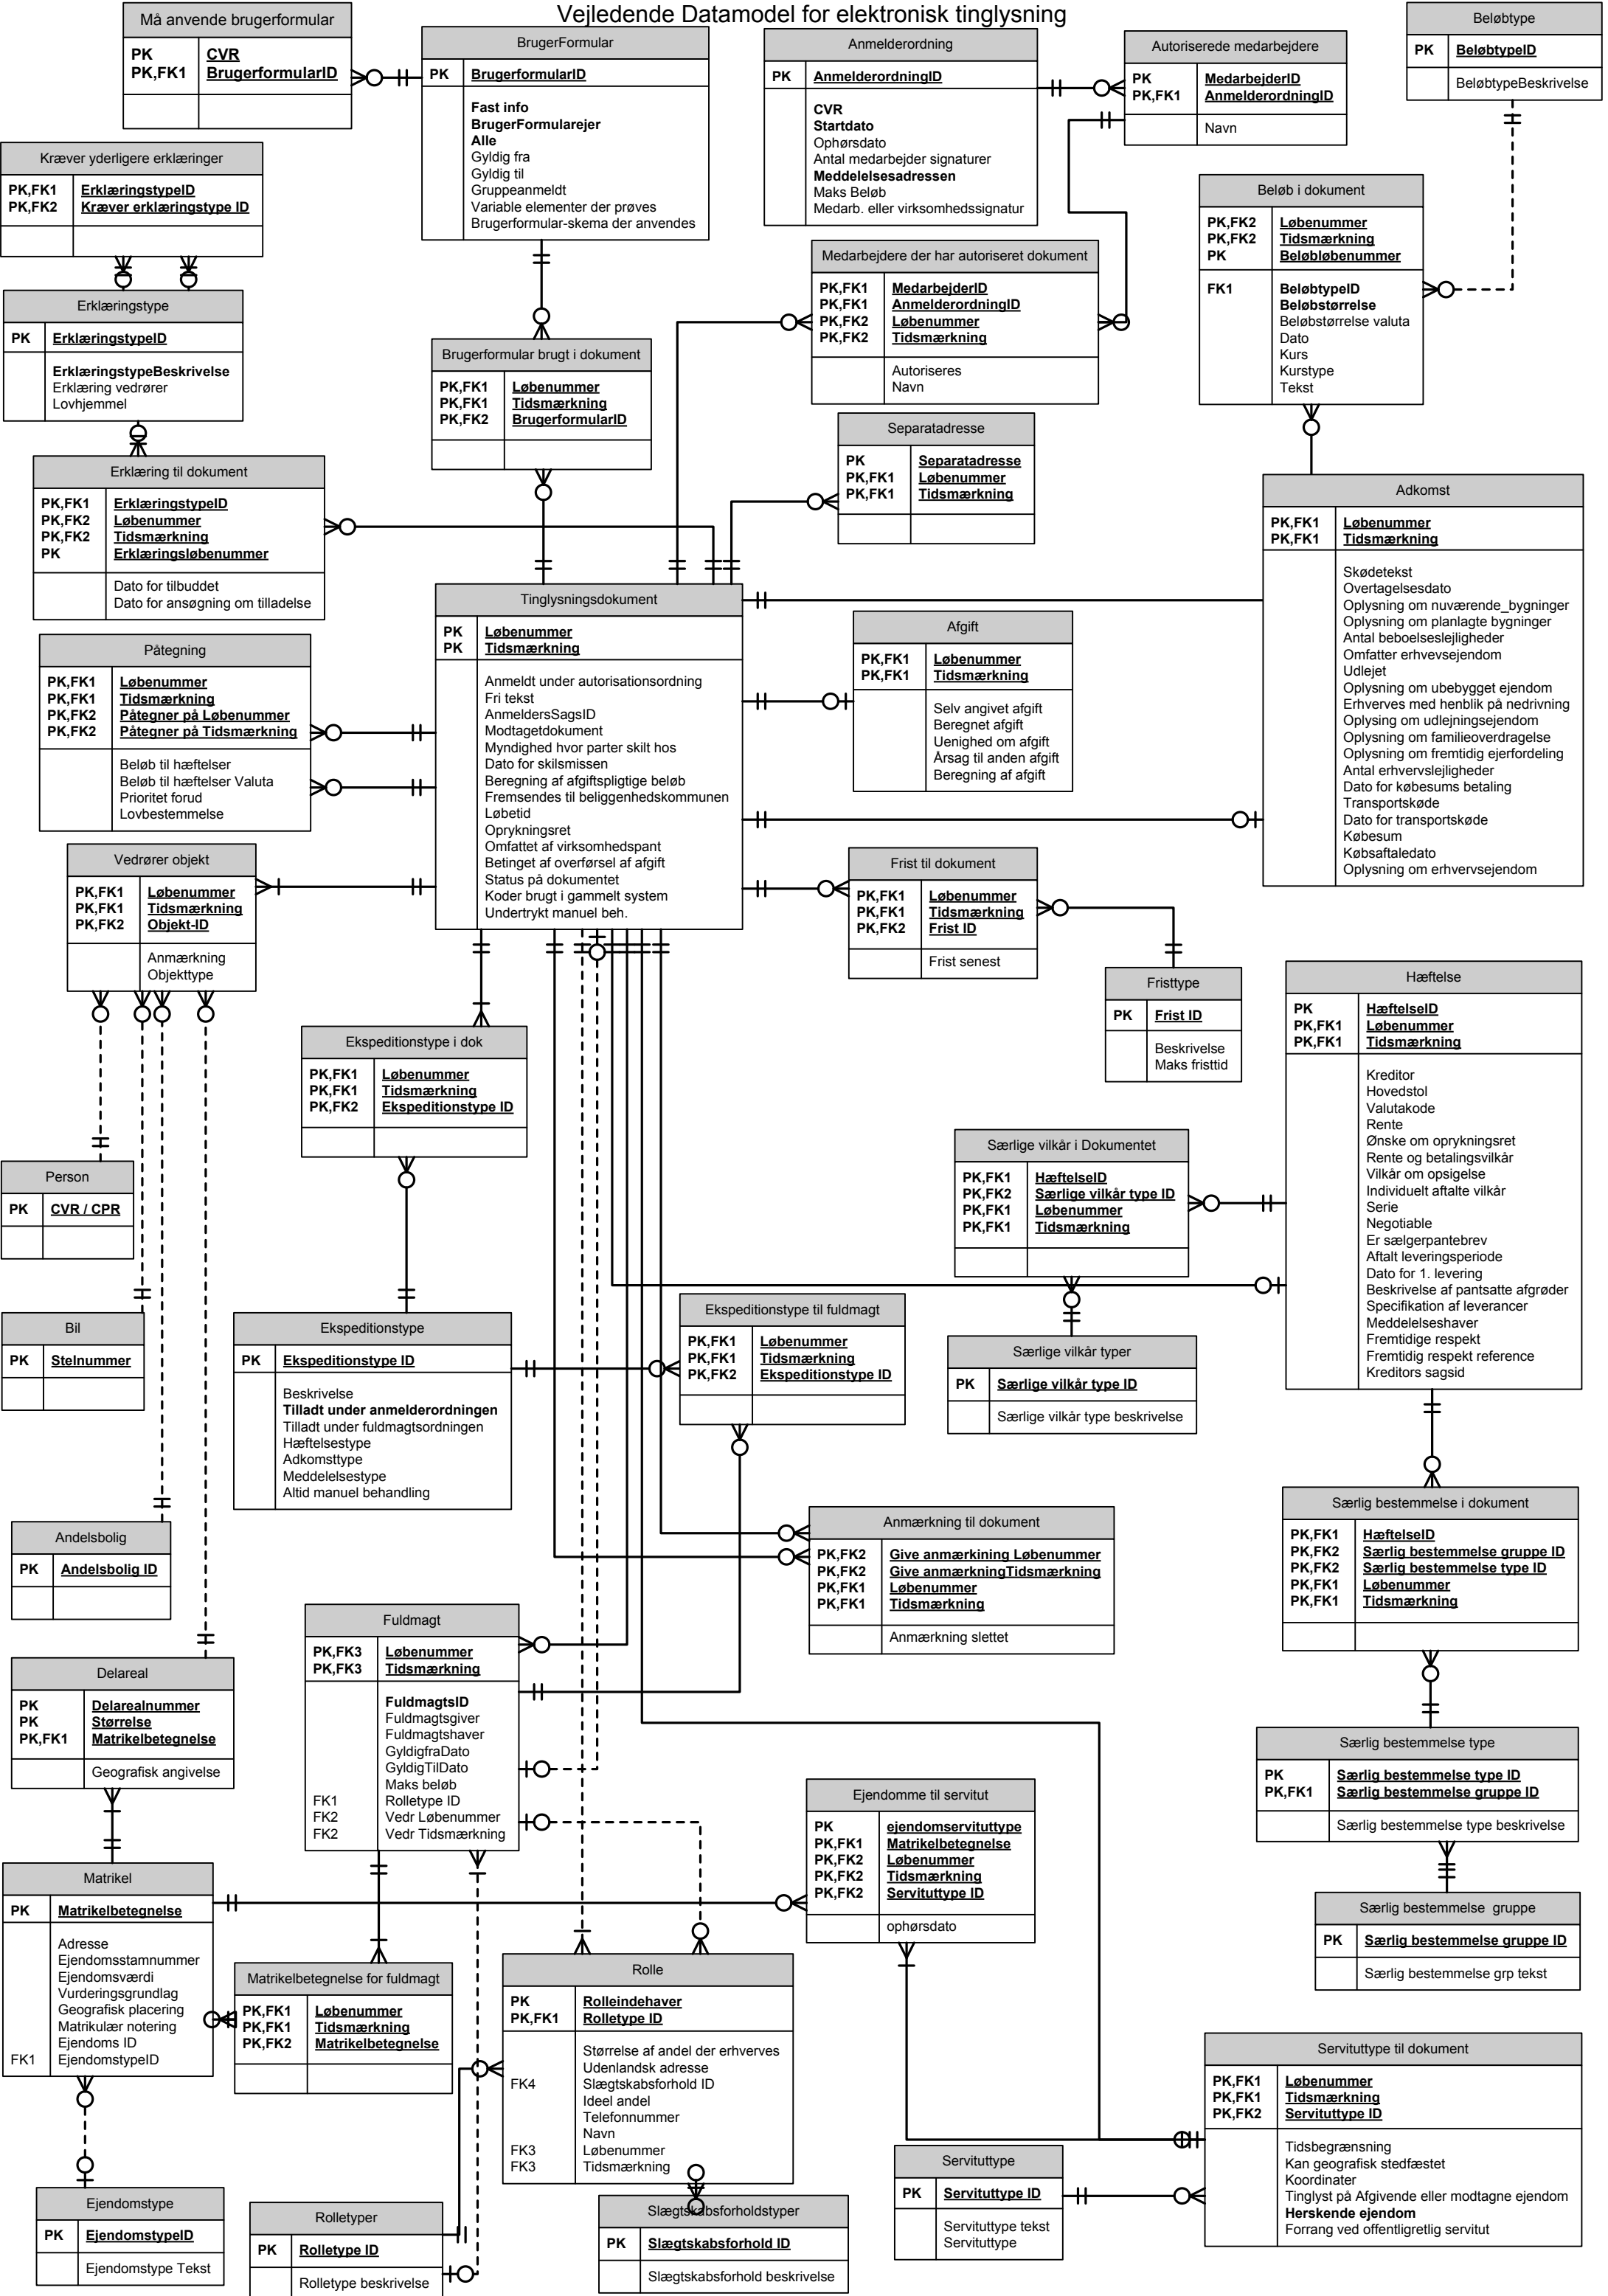 Vejledende Datamodel for elektronisk tinglysning
Må anvende brugerformular
PK CVR
PK,FK1 BrugerformularID
BrugerFormular
PK BrugerformularID
Fast info
BrugerFormularejer
Alle
Gyldig fra
Gyldig til
Gruppeanmeldt
Variable elementer der prøves
Brugerformular-skema der anvendes
Anmelderordning
PK AnmelderordningID
CVR
Startdato
Ophørsdato
Antal medarbejder signaturer
Meddelelsesadressen
Maks Beløb
Medarb. eller virksomhedssignatur
Autoriserede medarbejdere
PK MedarbejderID
PK,FK1 AnmelderordningID
Navn
Beløbtype
PK BeløbtypeID
BeløbtypeBeskrivelse
Kræver yderligere erklæringer
PK,FK1 ErklæringstypeID
PK,FK2 Kræver erklæringstype ID
Beløb i dokument
PK,FK2 Løbenummer
PK,FK2 Tidsmærkning
PK Beløbløbenummer
FK1 BeløbtypeID
Beløbstørrelse
Beløbstørrelse valuta
Dato
Kurs
Kurstype
Tekst
Medarbejdere der har autoriseret dokument
PK,FK1 MedarbejderID
PK,FK1 AnmelderordningID
PK,FK2 Løbenummer
PK,FK2 Tidsmærkning
Autoriseres
Navn
Erklæringstype
PK ErklæringstypeID
ErklæringstypeBeskrivelse
Erklæring vedrører
Lovhjemmel
Brugerformular brugt i dokument
PK,FK1 Løbenummer
PK,FK1 Tidsmærkning
PK,FK2 BrugerformularID
Separatadresse
PK Separatadresse
PK,FK1 Løbenummer
PK,FK1 Tidsmærkning
Erklæring til dokument
PK,FK1 ErklæringstypeID
PK,FK2 Løbenummer
PK,FK2 Tidsmærkning
PK Erklæringsløbenummer
Dato for tilbuddet
Dato for ansøgning om tilladelse
Adkomst
PK,FK1 Løbenummer
PK,FK1 Tidsmærkning
Skødetekst
Overtagelsesdato
Oplysning om nuværende_bygninger
Oplysning om planlagte bygninger
Antal beboelseslejligheder
Omfatter erhvevsejendom
Udlejet
Oplysning om ubebygget ejendom
Erhverves med henblik på nedrivning
Oplysing om udlejningsejendom
Oplysning om familieoverdragelse
Oplysning om fremtidig ejerfordeling
Antal erhvervslejligheder
Dato for købesums betaling
Transportskøde
Dato for transportskøde
Købesum
Købsaftaledato
Oplysning om erhvervsejendom
Tinglysningsdokument
PK Løbenummer
PK Tidsmærkning
Anmeldt under autorisationsordning
Fri tekst
AnmeldersSagsID
Modtagetdokument
Myndighed hvor parter skilt hos
Dato for skilsmissen
Beregning af afgiftspligtige beløb
Fremsendes til beliggenhedskommunen
Løbetid
Oprykningsret
Omfattet af virksomhedspant
Betinget af overførsel af afgift
Status på dokumentet
Koder brugt i gammelt system
Undertrykt manuel beh.
Afgift
PK,FK1 Løbenummer
PK,FK1 Tidsmærkning
Selv angivet afgift
Beregnet afgift
Uenighed om afgift
Årsag til anden afgift
Beregning af afgift
Påtegning
PK,FK1 Løbenummer
PK,FK1 Tidsmærkning
PK,FK2 Påtegner på Løbenummer
PK,FK2 Påtegner på Tidsmærkning
Beløb til hæftelser
Beløb til hæftelser Valuta
Prioritet forud
Lovbestemmelse
Vedrører objekt
PK,FK1 Løbenummer
PK,FK1 Tidsmærkning
PK,FK2 Objekt-ID
Anmærkning
Objekttype
Frist til dokument
PK,FK1 Løbenummer
PK,FK1 Tidsmærkning
PK,FK2 Frist ID
Frist senest
Fristtype
PK Frist ID
Beskrivelse
Maks fristtid
Hæftelse
PK HæftelseID
PK,FK1 Løbenummer
PK,FK1 Tidsmærkning
Kreditor
Hovedstol
Valutakode
Rente
Ønske om oprykningsret
Rente og betalingsvilkår
Vilkår om opsigelse
Individuelt aftalte vilkår
Serie
Negotiable
Er sælgerpantebrev
Aftalt leveringsperiode
Dato for 1. levering
Beskrivelse af pantsatte afgrøder
Specifikation af leverancer
Meddelelseshaver
Fremtidige respekt
Fremtidig respekt reference
Kreditors sagsid
Ekspeditionstype i dok
PK,FK1 Løbenummer
PK,FK1 Tidsmærkning
PK,FK2 Ekspeditionstype ID
Særlige vilkår i Dokumentet
PK,FK1 HæftelseID
PK,FK2 Særlige vilkår type ID
PK,FK1 Løbenummer
PK,FK1 Tidsmærkning
Person
PK CVR / CPR
Bil
PK Stelnummer
Ekspeditionstype
PK Ekspeditionstype ID
Beskrivelse
Tilladt under anmelderordningen
Tilladt under fuldmagtsordningen
Hæftelsestype
Adkomsttype
Meddelelsestype
Altid manuel behandling
Ekspeditionstype til fuldmagt
PK,FK1 Løbenummer
PK,FK1 Tidsmærkning
PK,FK2 Ekspeditionstype ID
Særlige vilkår typer
PK Særlige vilkår type ID
Særlige vilkår type beskrivelse
Andelsbolig
PK Andelsbolig ID
Anmærkning til dokument
PK,FK2 Give anmærkining Løbenummer
PK,FK2 Give anmærkningTidsmærkning
PK,FK1 Løbenummer
PK,FK1 Tidsmærkning
Anmærkning slettet
Særlig bestemmelse i dokument
PK,FK1 HæftelseID
PK,FK2 Særlig bestemmelse gruppe ID
PK,FK2 Særlig bestemmelse type ID
PK,FK1 Løbenummer
PK,FK1 Tidsmærkning
Fuldmagt
PK,FK3 Løbenummer
PK,FK3 Tidsmærkning
FuldmagtsID
Fuldmagtsgiver
Fuldmagtshaver
GyldigfraDato
GyldigTilDato
Maks beløb
FK1 Rolletype ID
FK2 Vedr Løbenummer
FK2 Vedr Tidsmærkning
Delareal
PK Delarealnummer
PK Størrelse
PK,FK1 Matrikelbetegnelse
Geografisk angivelse
Særlig bestemmelse type
PK Særlig bestemmelse type ID
PK,FK1 Særlig bestemmelse gruppe ID
Særlig bestemmelse type beskrivelse
Ejendomme til servitut
PK ejendomservituttype
PK,FK1 Matrikelbetegnelse
PK,FK2 Løbenummer
PK,FK2 Tidsmærkning
PK,FK2 Servituttype ID
ophørsdato
Matrikel
PK Matrikelbetegnelse
Adresse
Ejendomsstamnummer
Ejendomsværdi
Vurderingsgrundlag
Geografisk placering
Matrikulær notering
Ejendoms ID
FK1 EjendomstypeID
Særlig bestemmelse gruppe
PK Særlig bestemmelse gruppe ID
Særlig bestemmelse grp tekst
Matrikelbetegnelse for fuldmagt
PK,FK1 Løbenummer
PK,FK1 Tidsmærkning
PK,FK2 Matrikelbetegnelse
Rolle
PK Rolleindehaver
PK,FK1 Rolletype ID
Størrelse af andel der erhverves
Udenlandsk adresse
FK4 Slægtskabsforhold ID
Ideel andel
Telefonnummer
Navn
FK3 Løbenummer
FK3 Tidsmærkning
Servituttype til dokument
PK,FK1 Løbenummer
PK,FK1 Tidsmærkning
PK,FK2 Servituttype ID
Tidsbegrænsning
Kan geografisk stedfæstet
Koordinater
Tinglyst på Afgivende eller modtagne ejendom
Herskende ejendom
Forrang ved offentligretlig servitut
Servituttype
PK Servituttype ID
Servituttype tekst
Servituttype
Ejendomstype
PK EjendomstypeID
Ejendomstype Tekst
Rolletyper
PK Rolletype ID
Rolletype beskrivelse
Slægtskabsforholdstyper
PK Slægtskabsforhold ID
Slægtskabsforhold beskrivelse